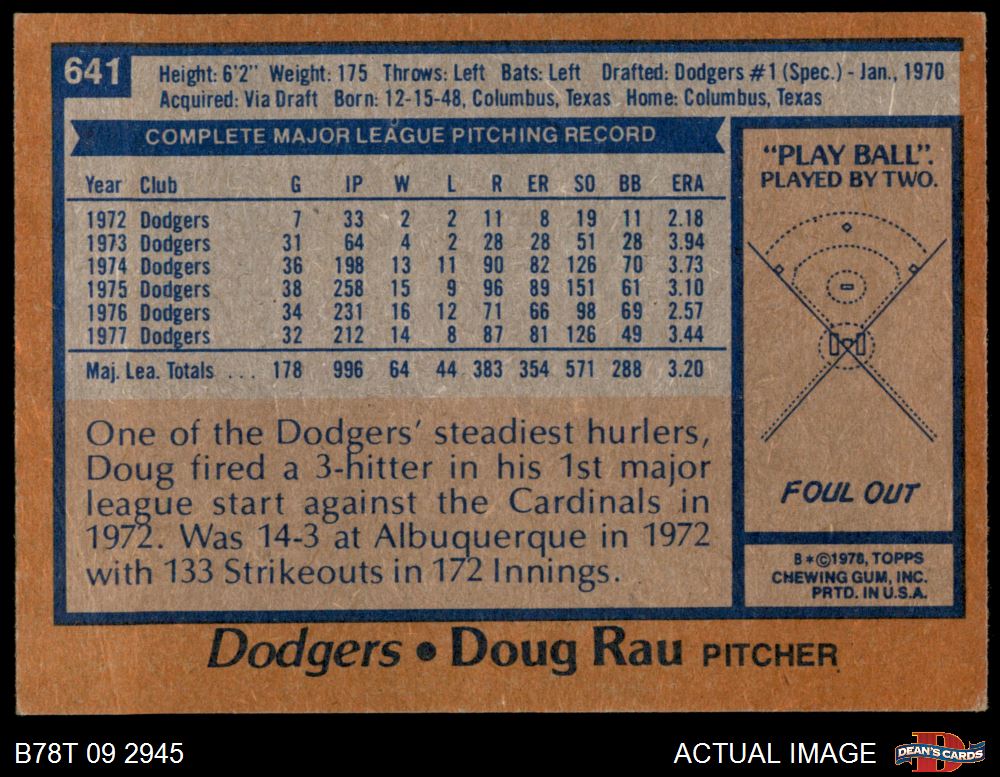 641
Height: 6'2" Weight: 175 Throws: Left Bats: Left Drafted: Dodgers #1 (Spec.) - Jan., 1970
Acquired: Via Draft Born: 12-15-48, Columbus, Texas Home: Columbus, Texas
COMPLETE MAJOR LEAGUE PITCHING RECORD
Year Club G IP W L R ER SO BB ERA
1972 Dodgers 7 33 2 2 11 8 19 11 2.18
1973 Dodgers 31 64 4 2 28 28 51 28 3.94
1974 Dodgers 36 198 13 11 90 82 126 70 3.73
1975 Dodgers 38 258 15 9 96 89 151 61 3.10
1976 Dodgers 34 231 16 12 71 66 98 69 2.57
1977 Dodgers 32 212 14 8 87 81 126 49 3.44
Maj. Lea. Totals ... 178 996 64 44 383 354 571 288 3.20
One of the Dodgers' steadiest hurlers,
Doug fired a 3-hitter in his 1st major
league start against the Cardinals in
1972. Was 14-3 at Albuquerque in 1972
with 133 Strikeouts in 172 Innings.
"PLAY BALL".
PLAYED BY TWO.
FOUL OUT
B*©1978, TOPPS
CHEWING GUM, INC.
PRTD. IN U.S.A.
Dodgers • Doug Rau PITCHER
B78T 09 2945
ACTUAL IMAGE
DEAN'S CARDS